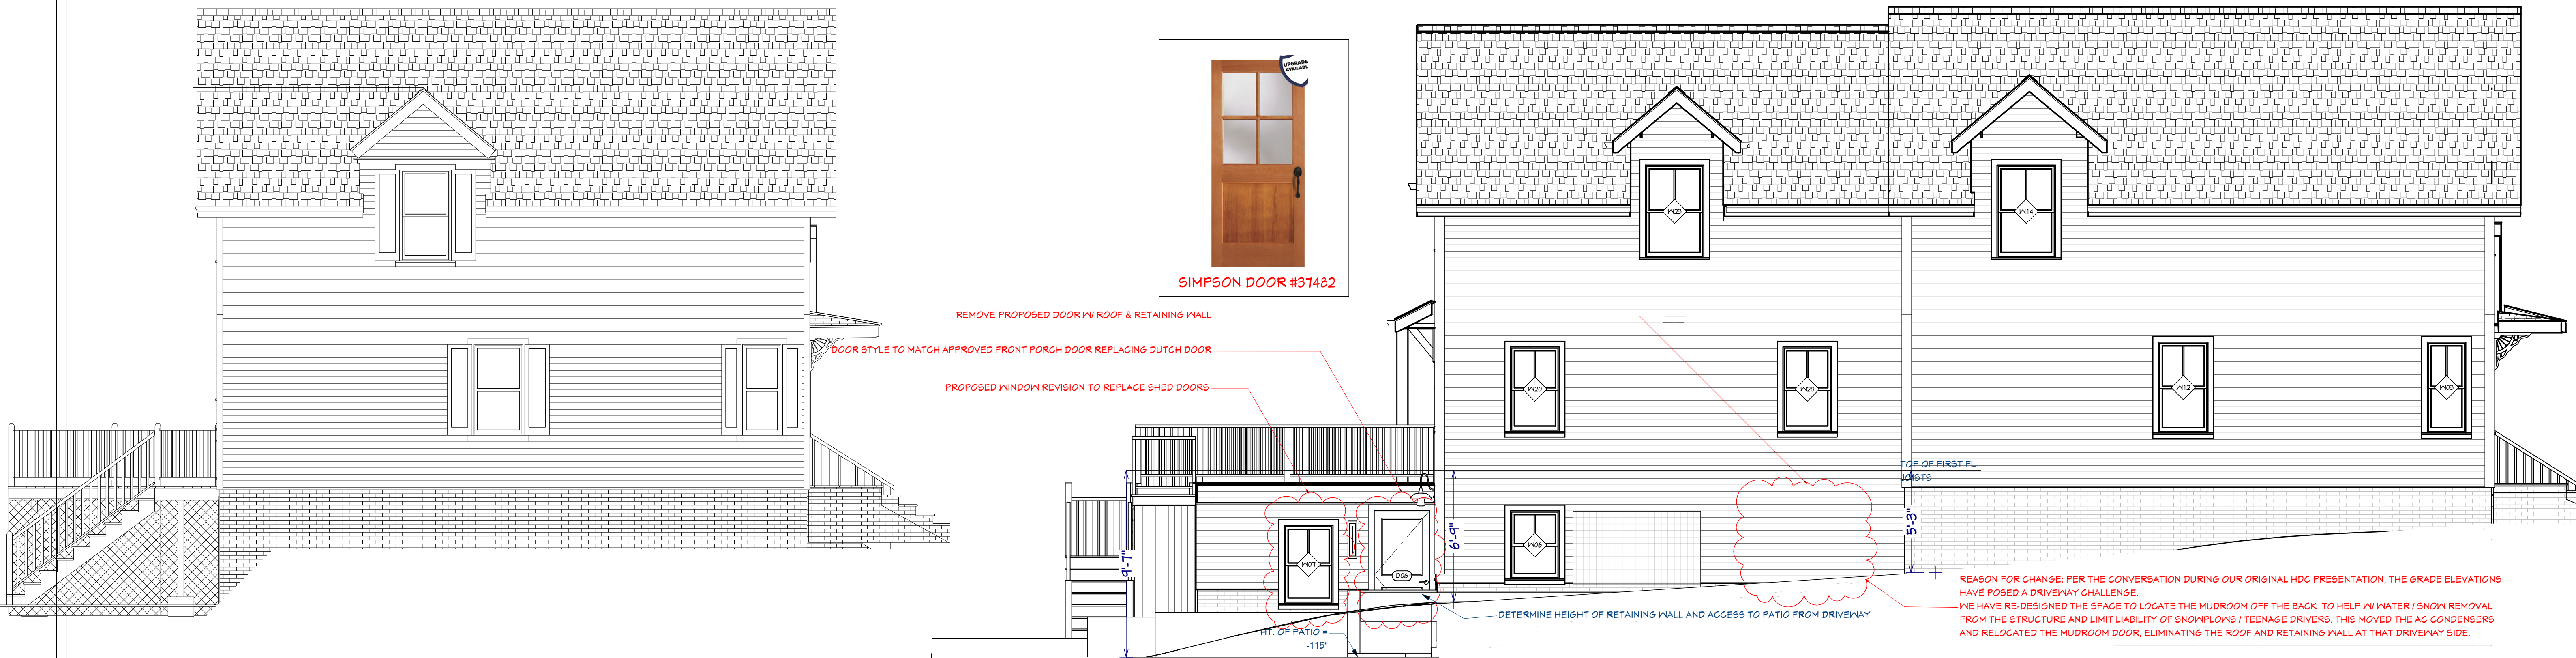 UPGRADE
AVAILABL
SIMPSON DOOR #37482
REMOVE PROPOSED DOOR W/ ROOF & RETAINING WALL
DOOR STYLE TO MATCH APPROVED FRONT PORCH DOOR REPLACING DUTCH DOOR
PROPOSED WINDOW REVISION TO REPLACE SHED DOORS
W23
W14
W20
W20
W12
W03
TOP OF FIRST FL.
JOISTS
9'-7"
6'-9"
5'-3"
W07
D06
W06
HT. OF PATIO =
-115"
DETERMINE HEIGHT OF RETAINING WALL AND ACCESS TO PATIO FROM DRIVEWAY
REASON FOR CHANGE: PER THE CONVERSATION DURING OUR ORIGINAL HDC PRESENTATION, THE GRADE ELEVATIONS
HAVE POSED A DRIVEWAY CHALLENGE.
WE HAVE RE-DESIGNED THE SPACE TO LOCATE THE MUDROOM OFF THE BACK TO HELP W/ WATER / SNOW REMOVAL
FROM THE STRUCTURE AND LIMIT LIABILITY OF SNOWPLOWS / TEENAGE DRIVERS. THIS MOVED THE AC CONDENSERS
AND RELOCATED THE MUDROOM DOOR, ELIMINATING THE ROOF AND RETAINING WALL AT THAT DRIVEWAY SIDE.